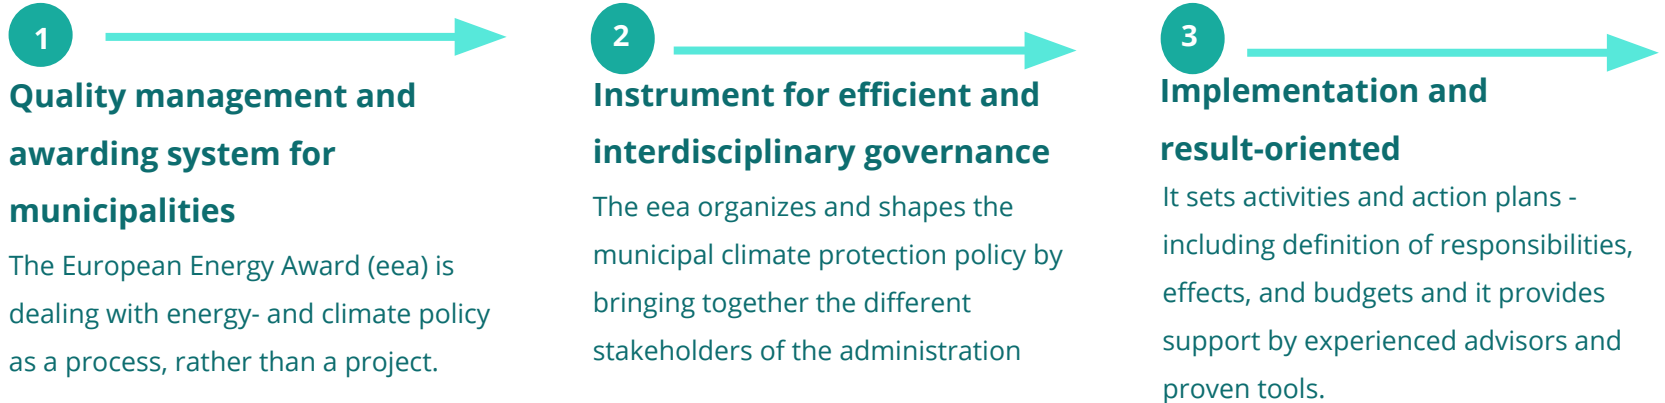 1
Quality management and
awarding system for
municipalities
The European Energy Award (eea) is
dealing with energy- and climate policy
as a process, rather than a project.
2
Instrument for efficient and
interdisciplinary governance
The eea organizes and shapes the
municipal climate protection policy by
bringing together the different
stakeholders of the administration
3
Implementation and
result-oriented
It sets activities and action plans -
including definition of responsibilities,
effects, and budgets and it provides
support by experienced advisors and
proven tools.